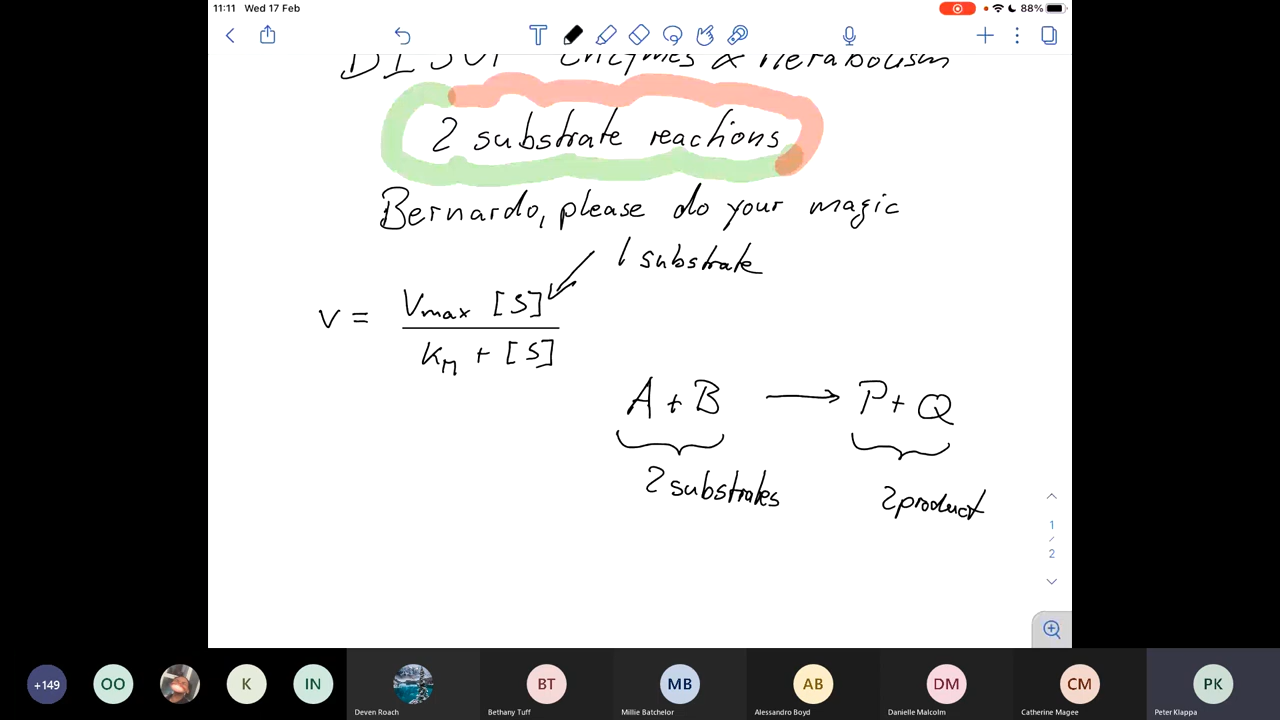 11:11 Wed 17 Feb
88%
Enzymes & Metabolism
2 substrate reactions
Bernardo, please do your magic
1 substrate
V = Vmax [S]
KM + [S]
A + B → P + Q
2 substrates
2 product
1
/
2
+149
OO
K
IN
BT
MB
AB
DM
CM
PK
Deven Roach
Bethany Tuff
Millie Batchelor
Alessandro Boyd
Danielle Malcolm
Catherine Magee
Peter Klappa